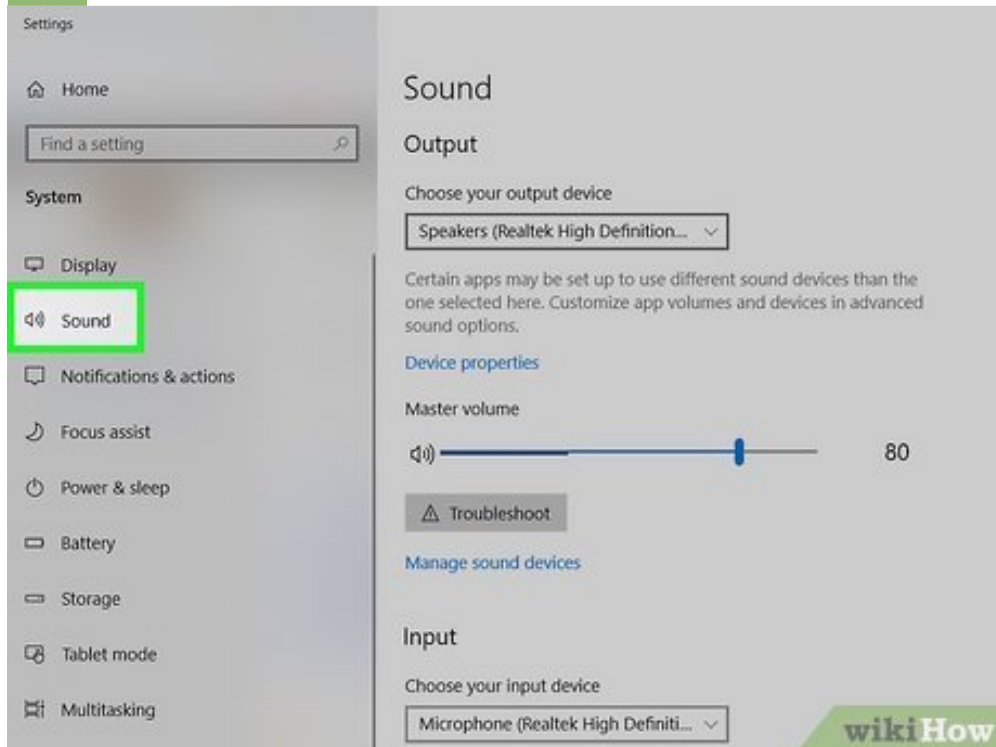 Settings
Home
Find a setting
System
Display
Sound
Notifications & actions
Focus assist
Power & sleep
Battery
Storage
Tablet mode
Multitasking
Sound
Output
Choose your output device
Speakers (Realtek High Definition...
Certain apps may be set up to use different sound devices than the
one selected here. Customize app volumes and devices in advanced
sound options.
Device properties
Master volume
80
Troubleshoot
Manage sound devices
Input
Choose your input device
Microphone (Realtek High Definiti...
wikiHow